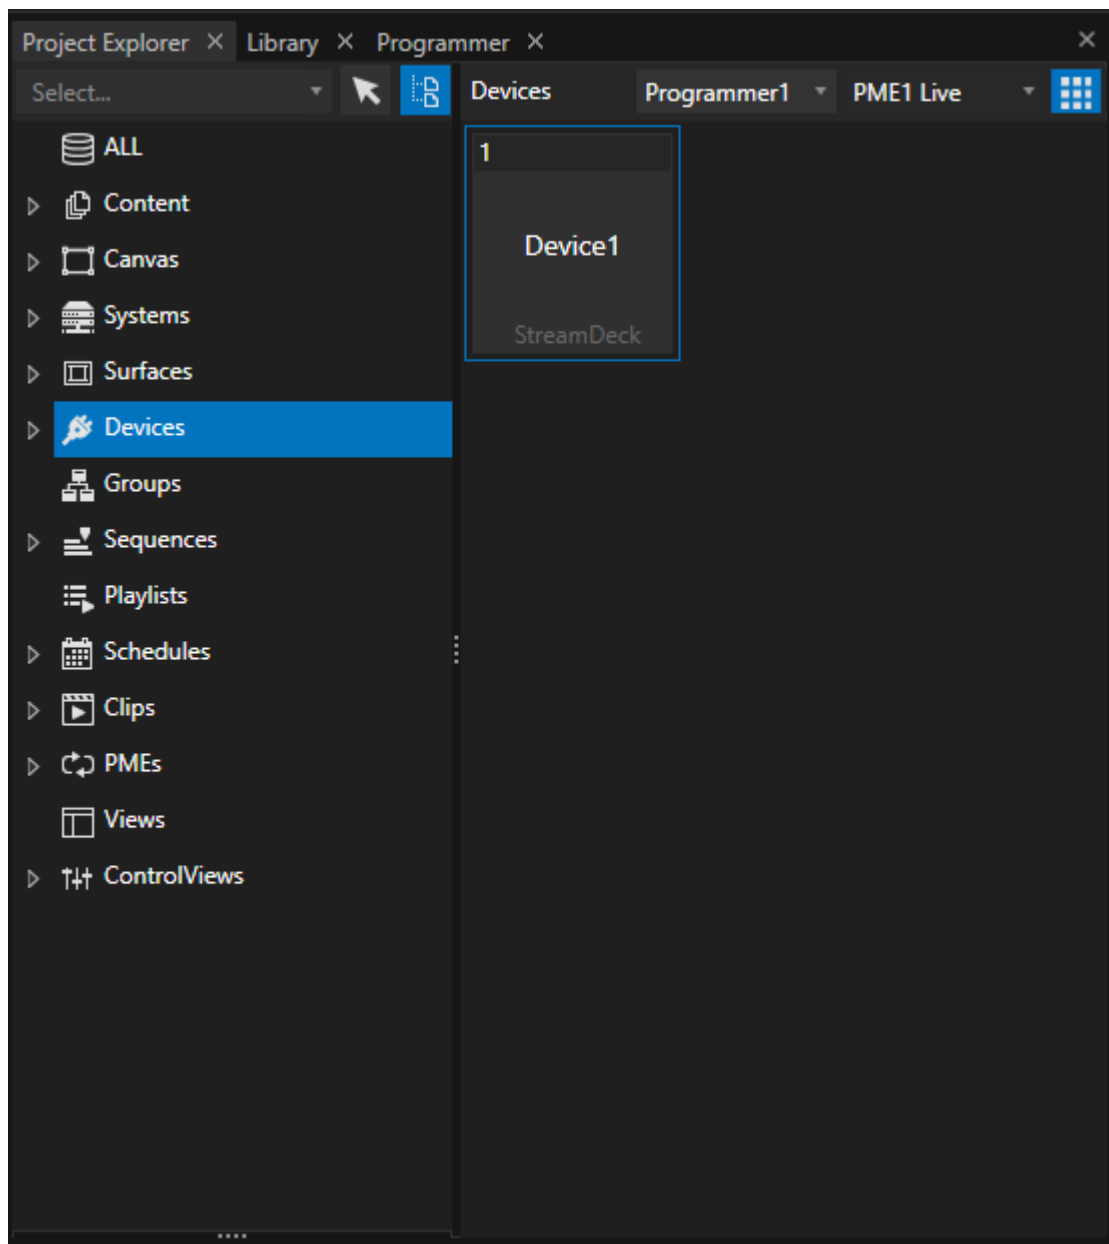 Project Explorer Library Programmer
Select...
Devices Programmer1 PME1 Live
ALL
Content
Canvas
Systems
Surfaces
Devices
Groups
Sequences
Playlists
Schedules
Clips
PMEs
Views
ControlViews
1
Device1
StreamDeck